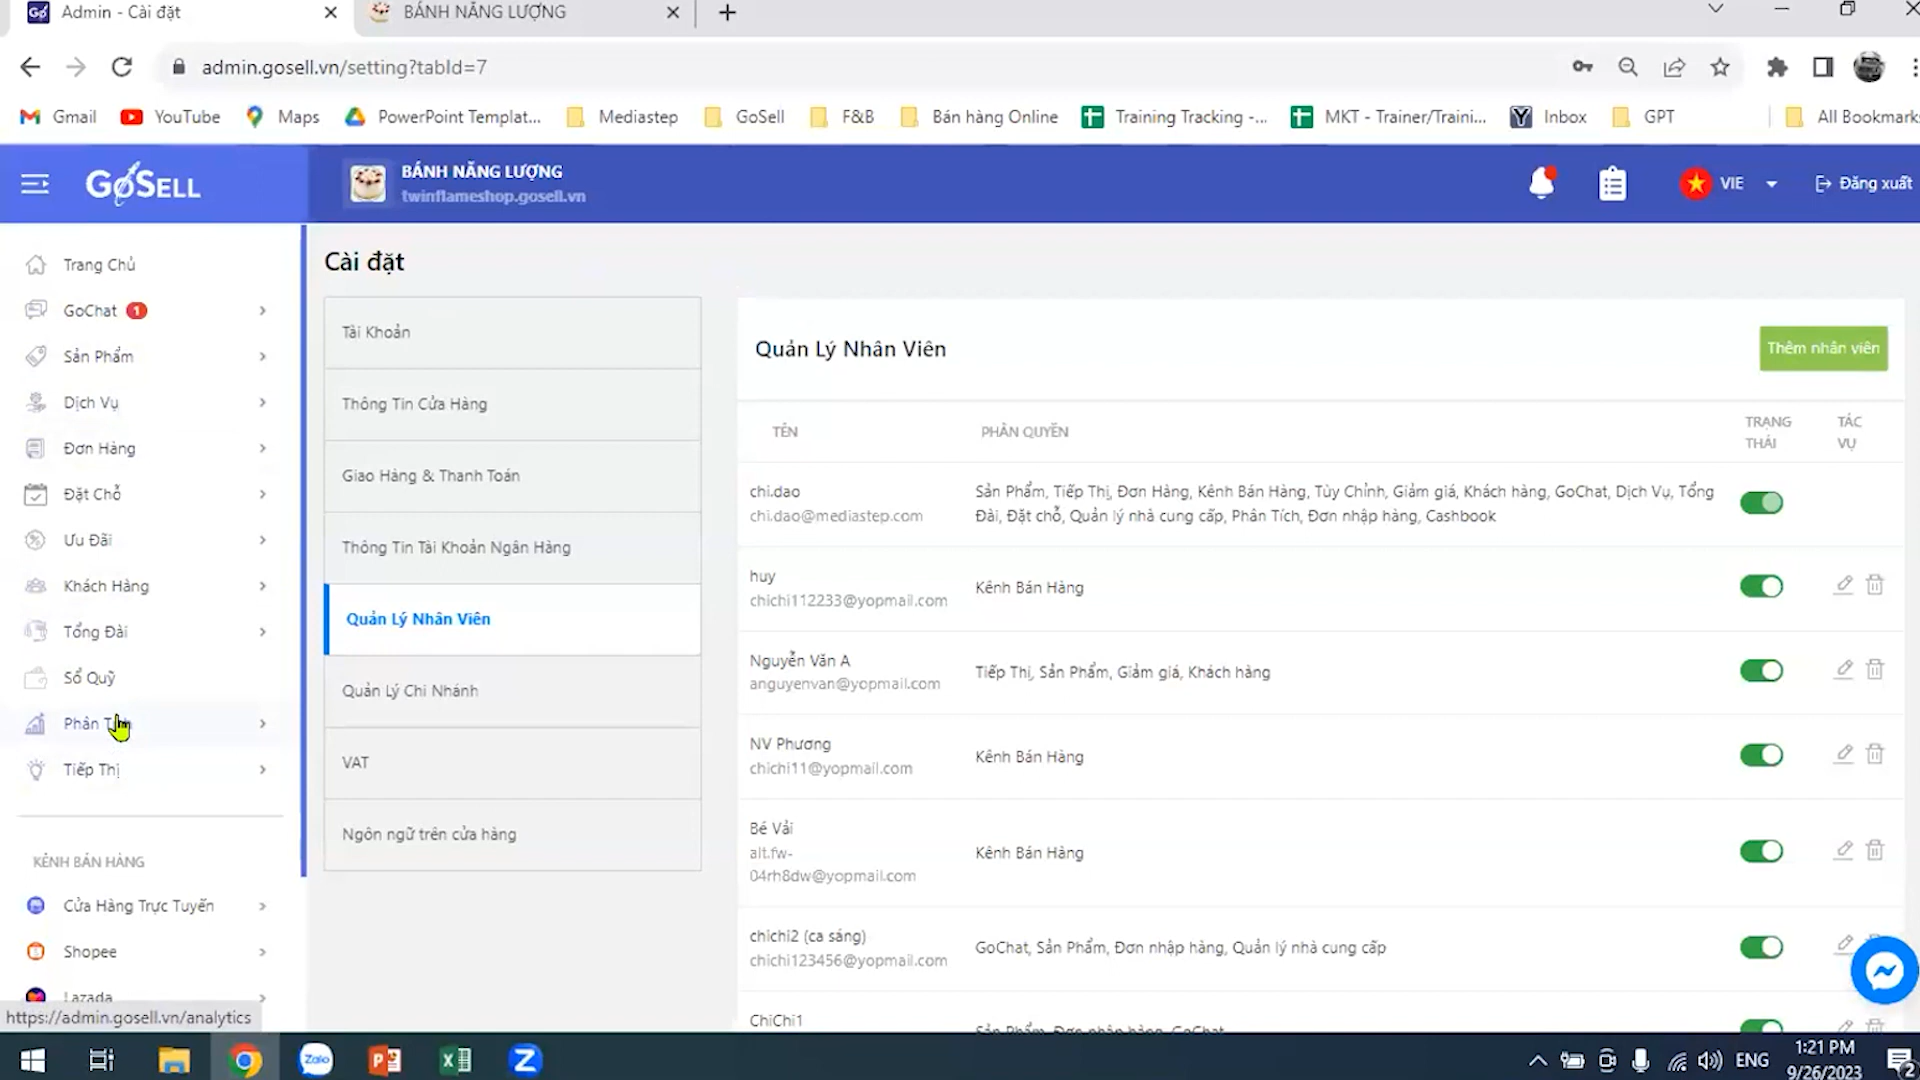 Admin - Cài đặt
BÁNH NĂNG LƯỢNG
admin.gosell.vn/setting?tabId=7
Gmail
YouTube
Maps
PowerPoint Templat...
Mediastep
GoSell
F&B
Bán hàng Online
Training Tracking -...
MKT - Trainer/Traini...
Inbox
GPT
All Bookmarks
GoSELL
BÁNH NĂNG LƯỢNG
twinflameshop.gosell.vn
VIE
Đăng xuất
Trang Chủ
GoChat 1
Sản Phẩm
Dịch Vụ
Đơn Hàng
Đặt Chỗ
Ưu Đãi
Khách Hàng
Tổng Đài
Sổ Quỹ
Phân
Tiếp Thị
KÊNH BÁN HÀNG
Cửa Hàng Trực Tuyến
Shopee
Lazada
https://admin.gosell.vn/analytics
Cài đặt
Tài Khoản
Thông Tin Cửa Hàng
Giao Hàng & Thanh Toán
Thông Tin Tài Khoản Ngân Hàng
Quản Lý Nhân Viên
Quản Lý Chi Nhánh
VAT
Ngôn ngữ trên cửa hàng
Quản Lý Nhân Viên
Thêm nhân viên
TÊN
PHÂN QUYỀN
TRẠNG
THÁI
TÁC
VỤ
chi.dao
chi.dao@mediastep.com
Sản Phẩm, Tiếp Thị, Đơn Hàng, Kênh Bán Hàng, Tùy Chỉnh, Giảm giá, Khách hàng, GoChat, Dịch Vụ, Tổng
Đài, Đặt chỗ, Quản lý nhà cung cấp, Phân Tích, Đơn nhập hàng, Cashbook
huy
chichi112233@yopmail.com
Kênh Bán Hàng
Nguyễn Văn A
anguyenvan@yopmail.com
Tiếp Thị, Sản Phẩm, Giảm giá, Khách hàng
NV Phương
chichi11@yopmail.com
Kênh Bán Hàng
Bé Vải
alt.fw-
04rh8dw@yopmail.com
Kênh Bán Hàng
chichi2 (ca sáng)
chichi123456@yopmail.com
GoChat, Sản Phẩm, Đơn nhập hàng, Quản lý nhà cung cấp
ChiChi1
Sản Phẩm, Đơn nhập hàng, GoChat
Zalo
ENG
1:21 PM
9/26/2023
2